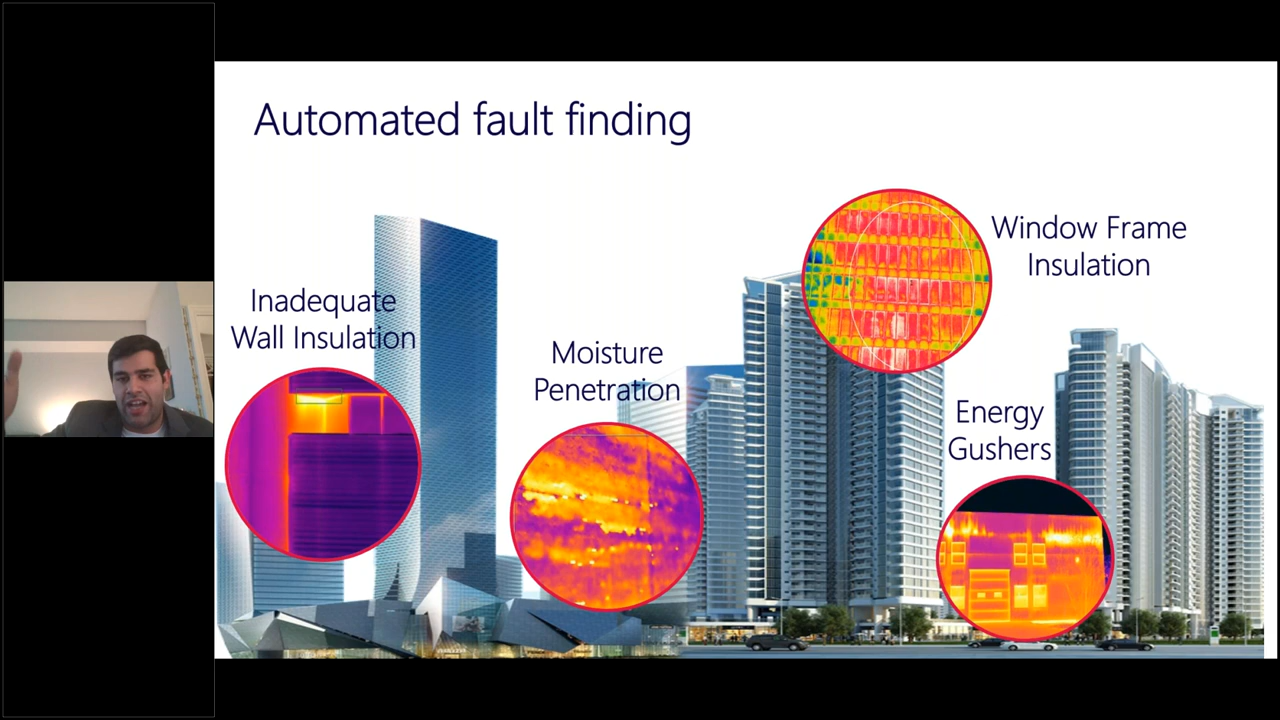 Automated fault finding
Inadequate
Wall Insulation
Moisture
Penetration
Window Frame
Insulation
Energy
Gushers